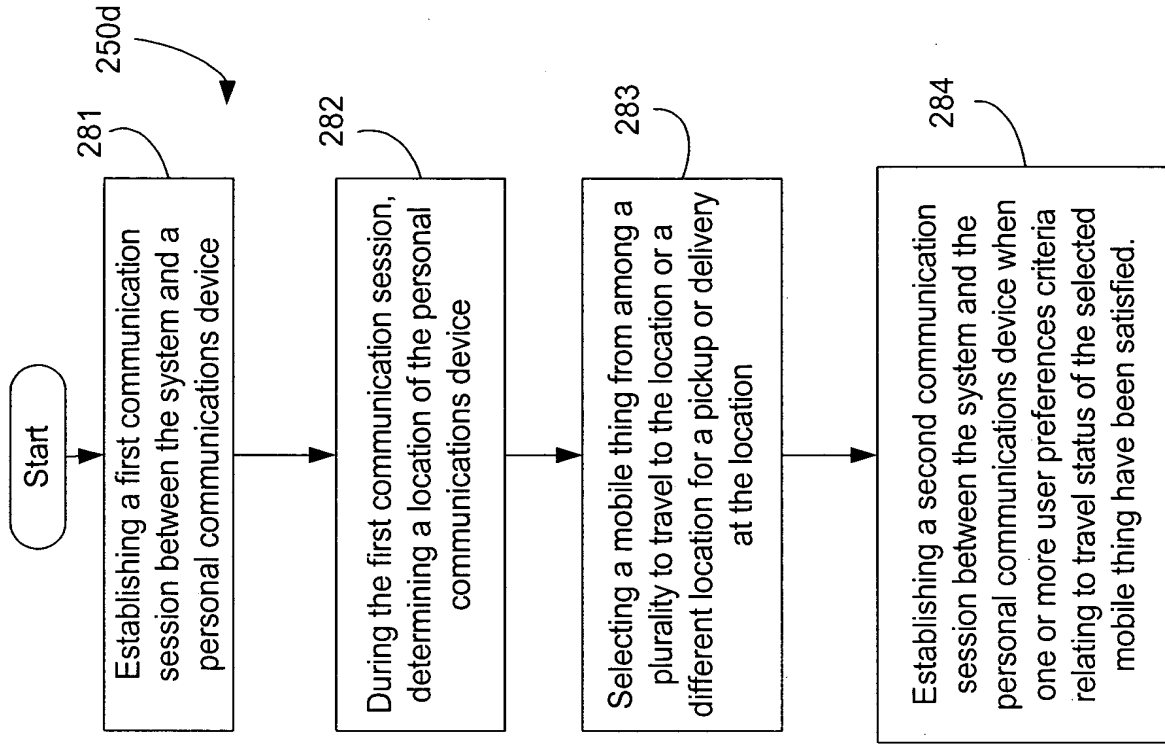 Start
250d
281
Establishing a first communication
session between the system and a
personal communications device
282
During the first communication session,
determining a location of the personal
communications device
283
Selecting a mobile thing from among a
plurality to travel to the location or a
different location for a pickup or delivery
at the location
284
Establishing a second communication
session between the system and the
personal communications device when
one or more user preferences criteria
relating to travel status of the selected
mobile thing have been satisfied.